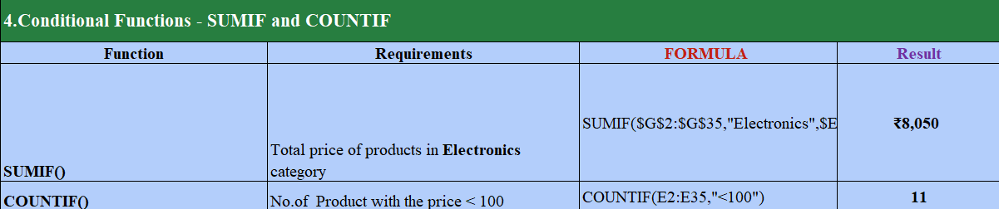 4.Conditional Functions - SUMIF and COUNTIF
Function Requirements FORMULA Result
SUMIF() Total price of products in Electronics
category SUMIF($G$2:$G$35,"Electronics",$E ₹8,050
COUNTIF() No.of Product with the price < 100 COUNTIF(E2:E35,"<100") 11